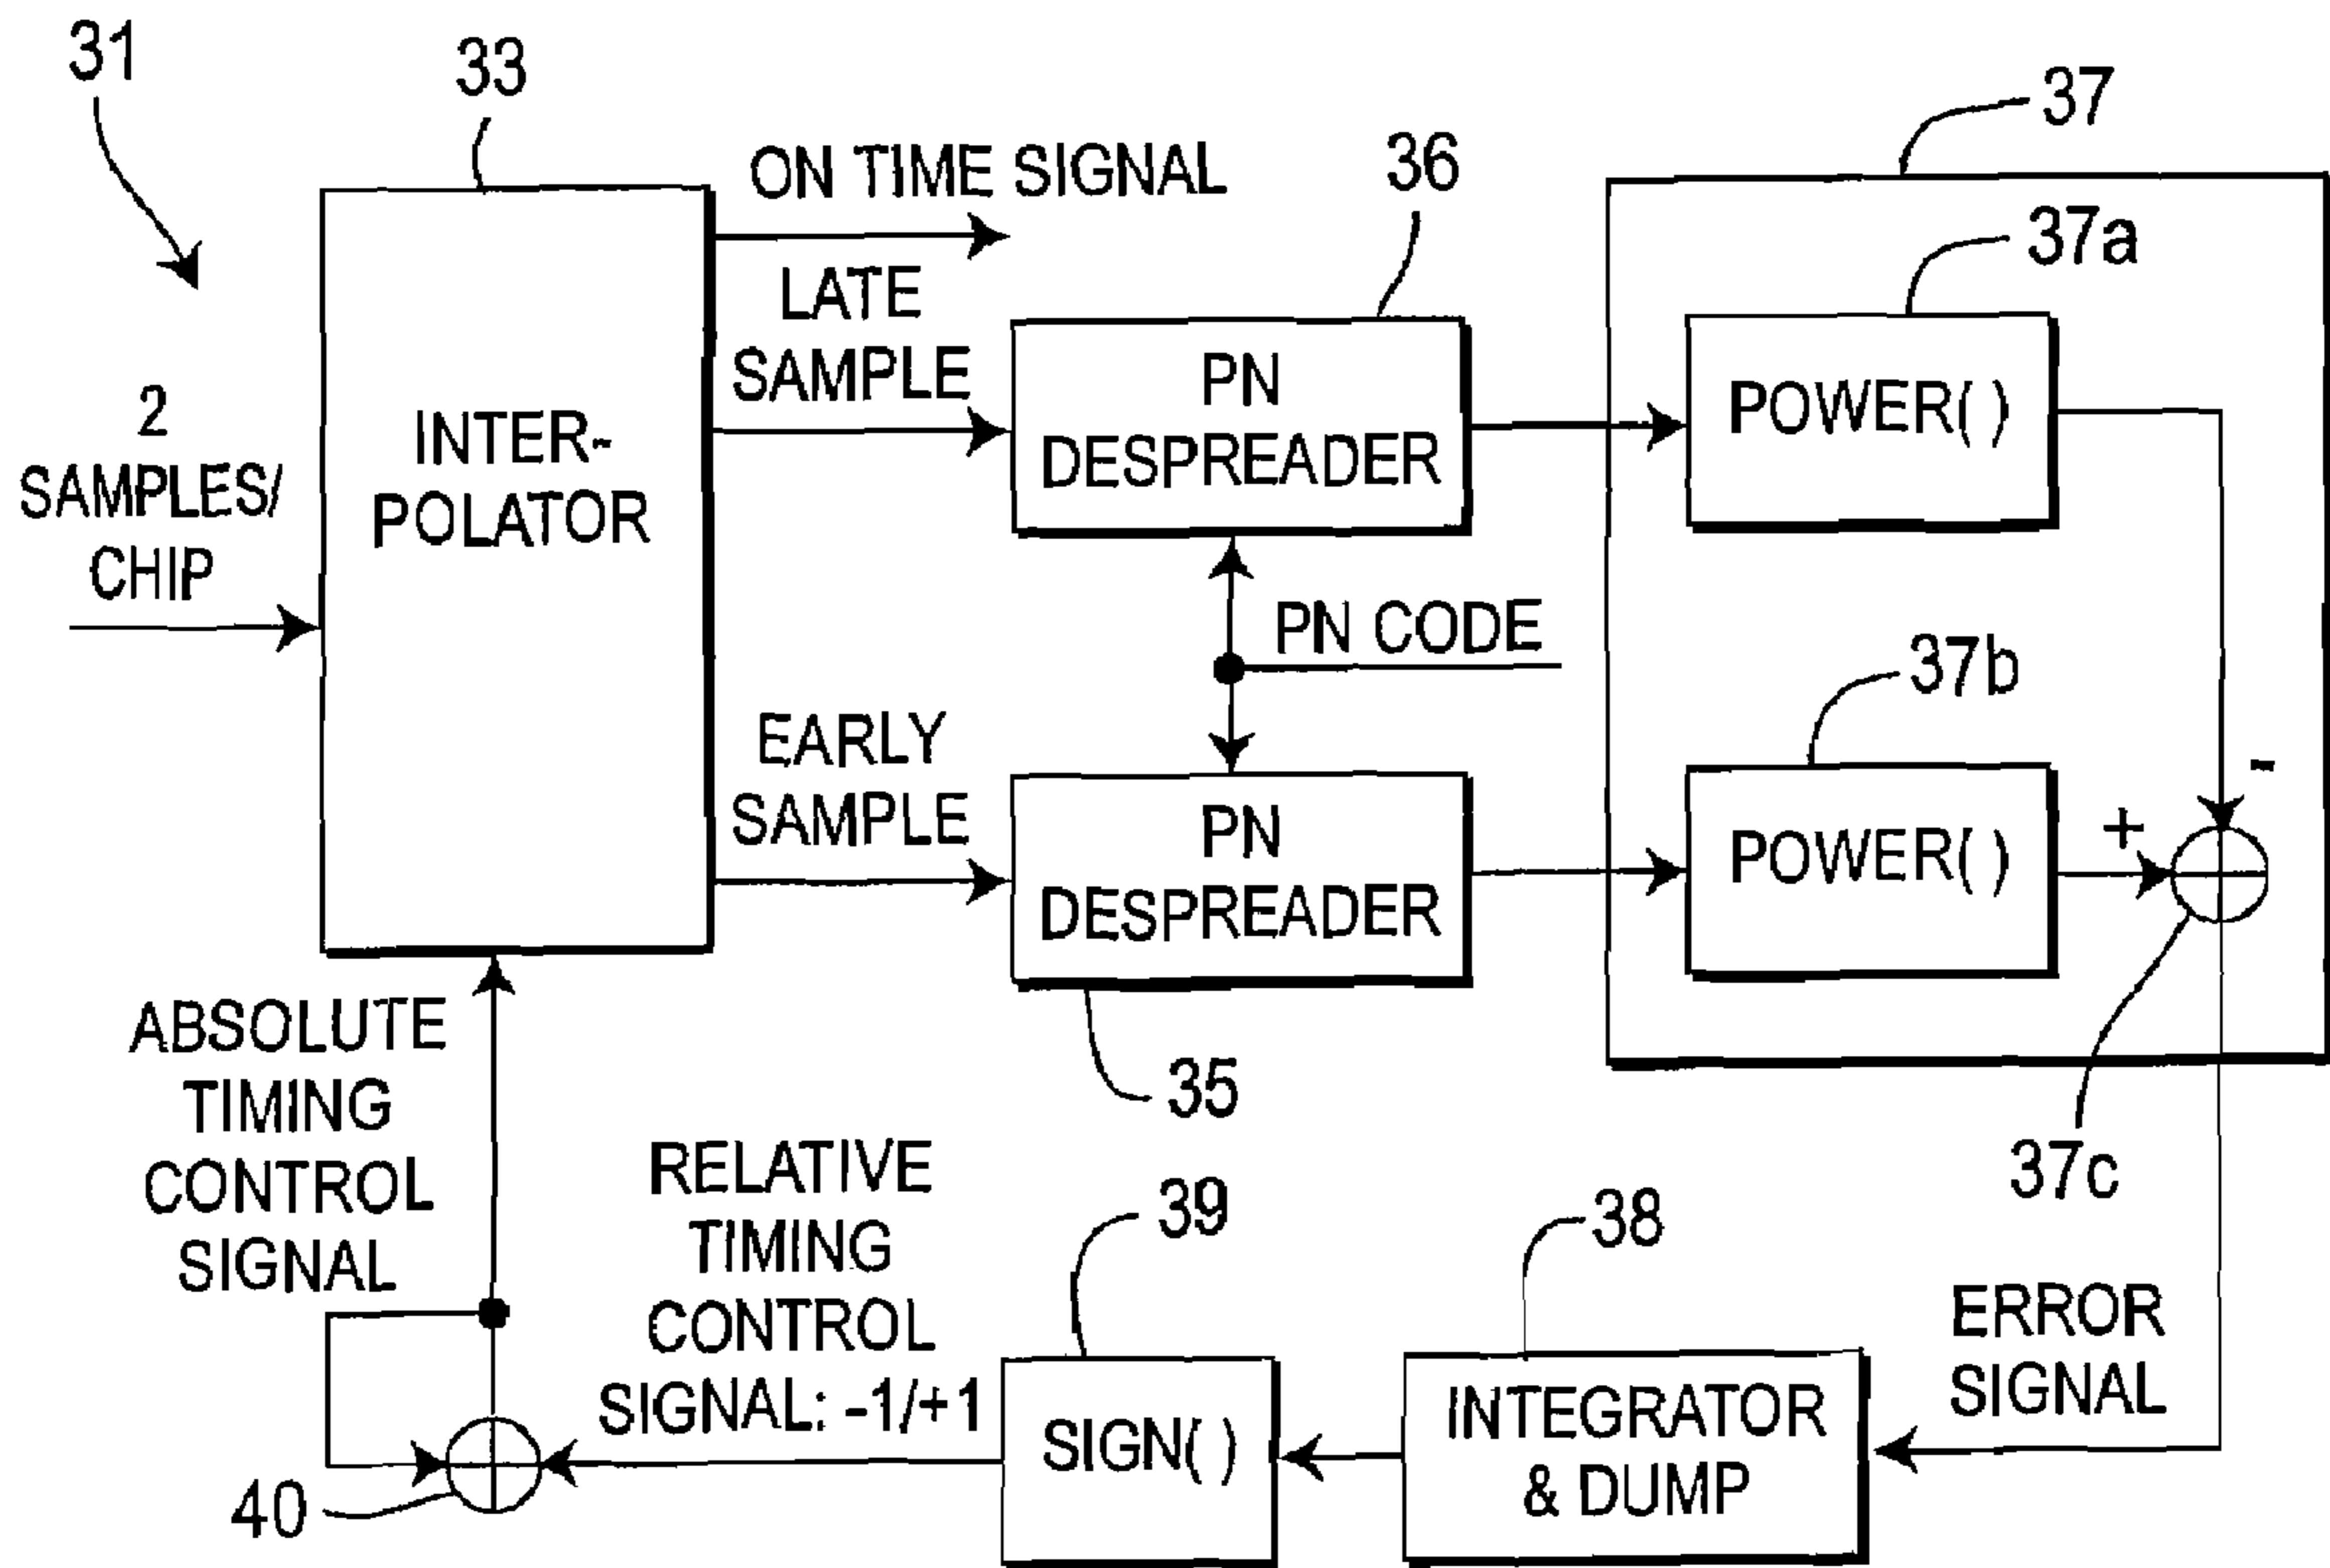 31
33
37
ON TIME SIGNAL
36
37a
LATE
SAMPLE
2
SAMPLES/
CHIP
INTER-
POLATOR
PN
DESPREADER
POWER( )
PN CODE
37b
EARLY
SAMPLE
PN
DESPREADER
POWER( )
-
+
35
37c
ABSOLUTE
TIMING
CONTROL
SIGNAL
RELATIVE
TIMING
CONTROL
SIGNAL: -1/+1
39
38
ERROR
SIGNAL
SIGN( )
INTEGRATOR
& DUMP
40